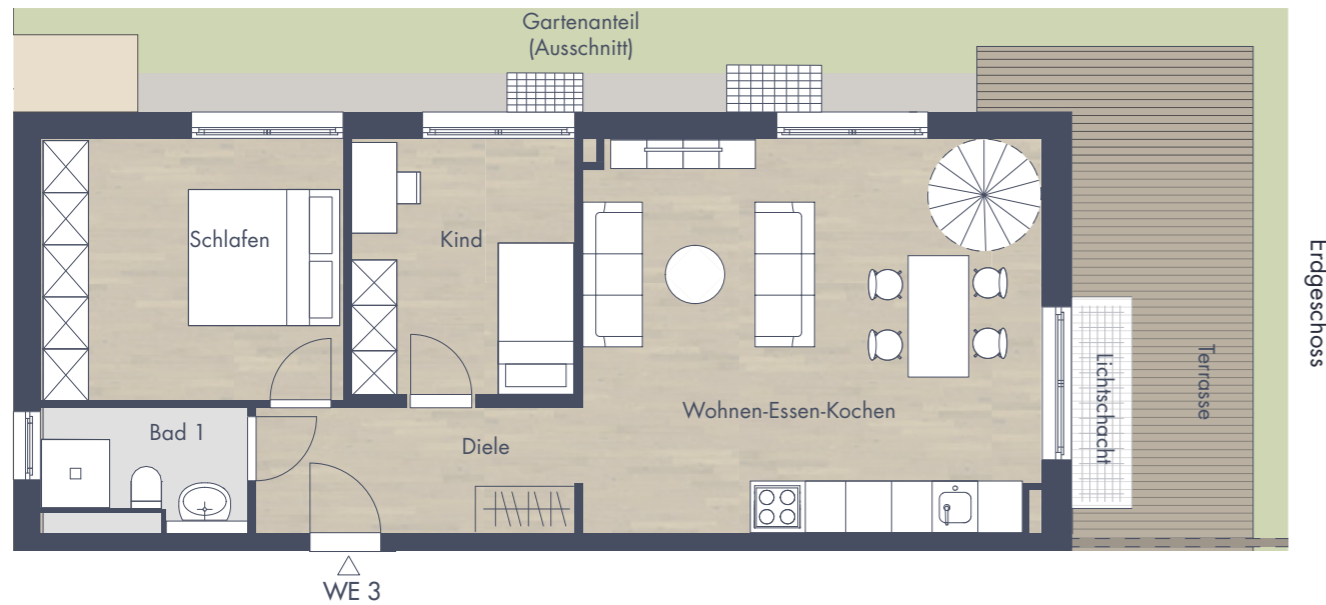 Gartenanteil
(Ausschnitt)
Schlafen
Kind
Wohnen-Essen-Kochen
Bad 1
Diele
Lichtschacht
Terrasse
Erdgeschoss
WE 3